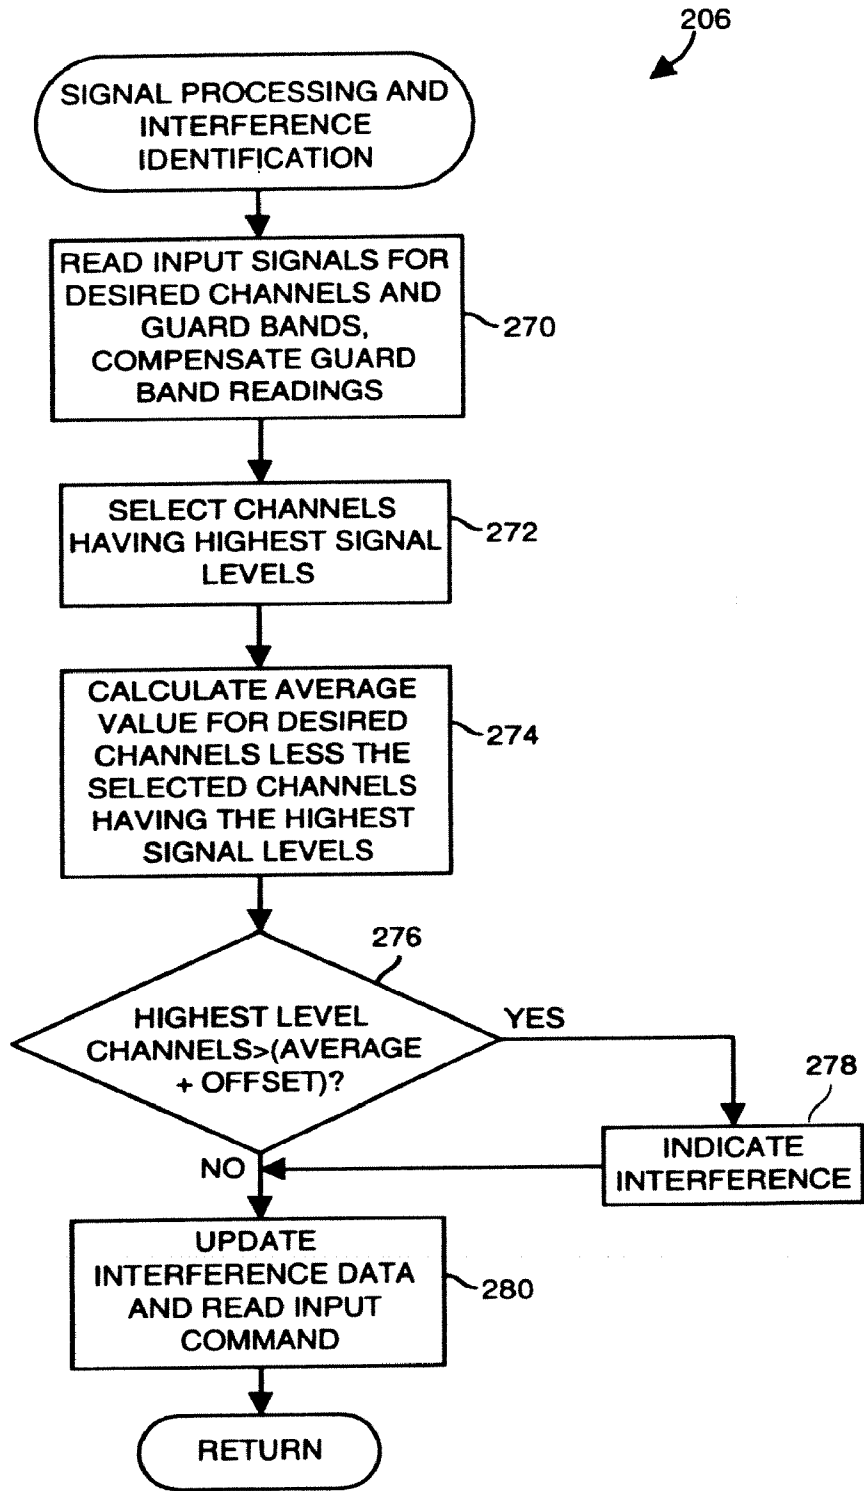 206
SIGNAL PROCESSING AND
INTERFERENCE
IDENTIFICATION
READ INPUT SIGNALS FOR
DESIRED CHANNELS AND
GUARD BANDS,
COMPENSATE GUARD
BAND READINGS
270
SELECT CHANNELS
HAVING HIGHEST SIGNAL
LEVELS
272
CALCULATE AVERAGE
VALUE FOR DESIRED
CHANNELS LESS THE
SELECTED CHANNELS
HAVING THE HIGHEST
SIGNAL LEVELS
274
276
HIGHEST LEVEL
CHANNELS>(AVERAGE
+ OFFSET)?
YES
278
INDICATE
INTERFERENCE
NO
UPDATE
INTERFERENCE DATA
AND READ INPUT
COMMAND
280
RETURN